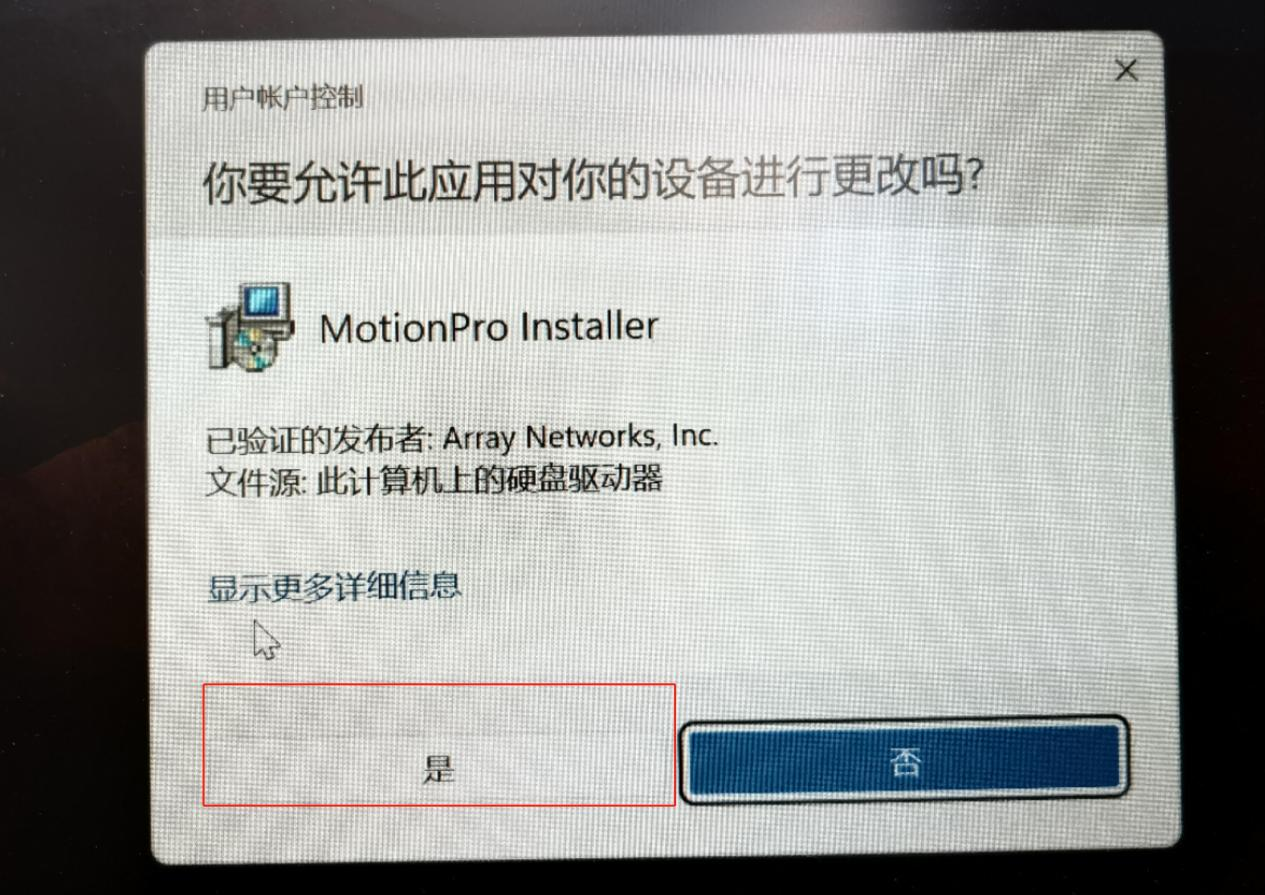 用户帐户控制
你要允许此应用对你的设备进行更改吗?
MotionPro Installer
已验证的发布者: Array Networks, Inc.
文件源: 此计算机上的硬盘驱动器
显示更多详细信息
是
否